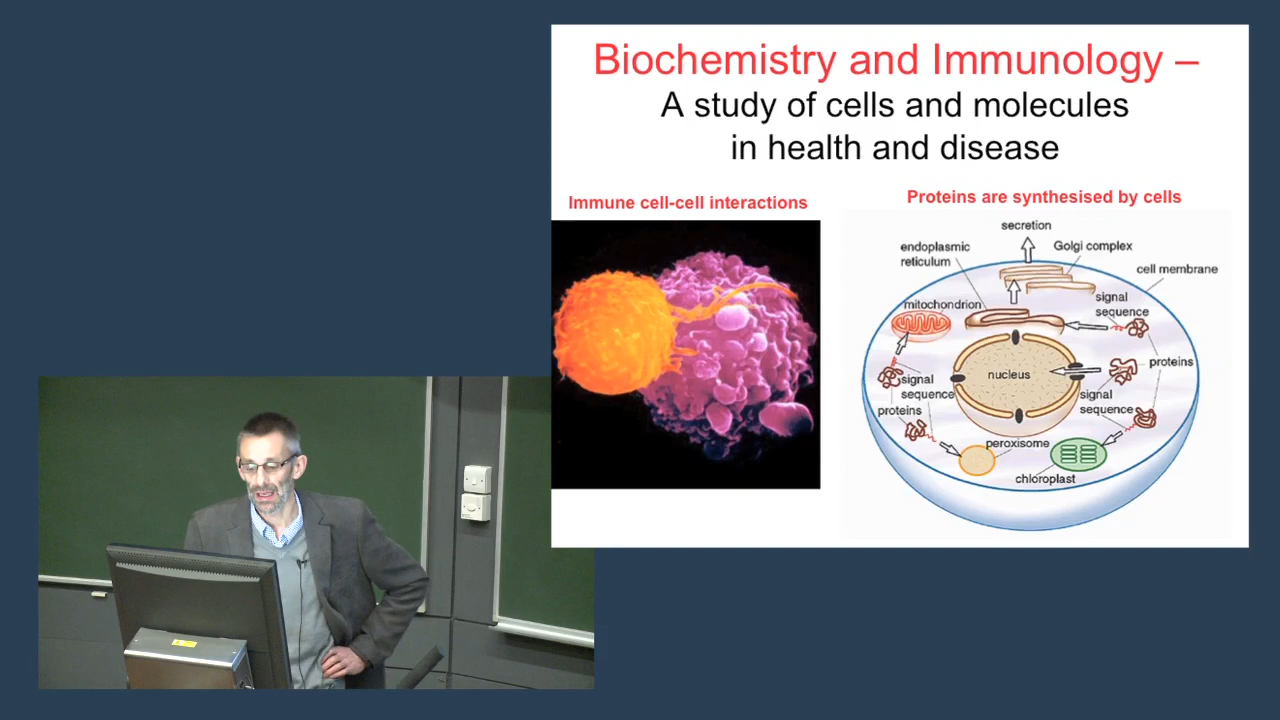 Biochemistry and Immunology –
A study of cells and molecules
in health and disease
Immune cell-cell interactions
Proteins are synthesised by cells
secretion
endoplasmic
reticulum
Golgi complex
cell membrane
mitochondrion
signal
sequence
proteins
nucleus
signal
sequence
signal
sequence
proteins
peroxisome
chloroplast